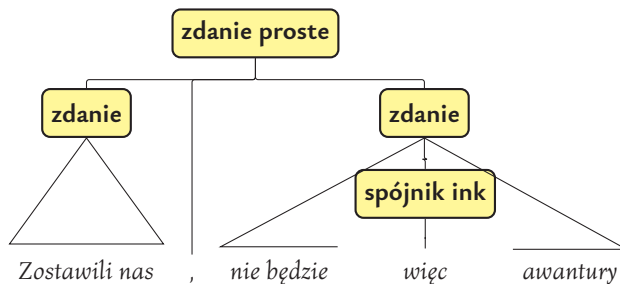 zdanie proste
zdanie zdanie
spójnik ink
Zostawili nas , nie będzie więc awantury